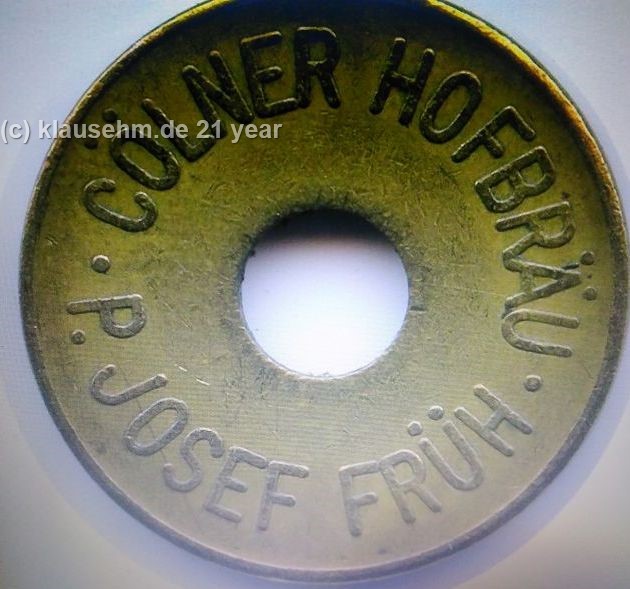 CÖLNER HOFBRÄU
· P. JOSEF FRÜH ·
(c) klausehm.de 21 year